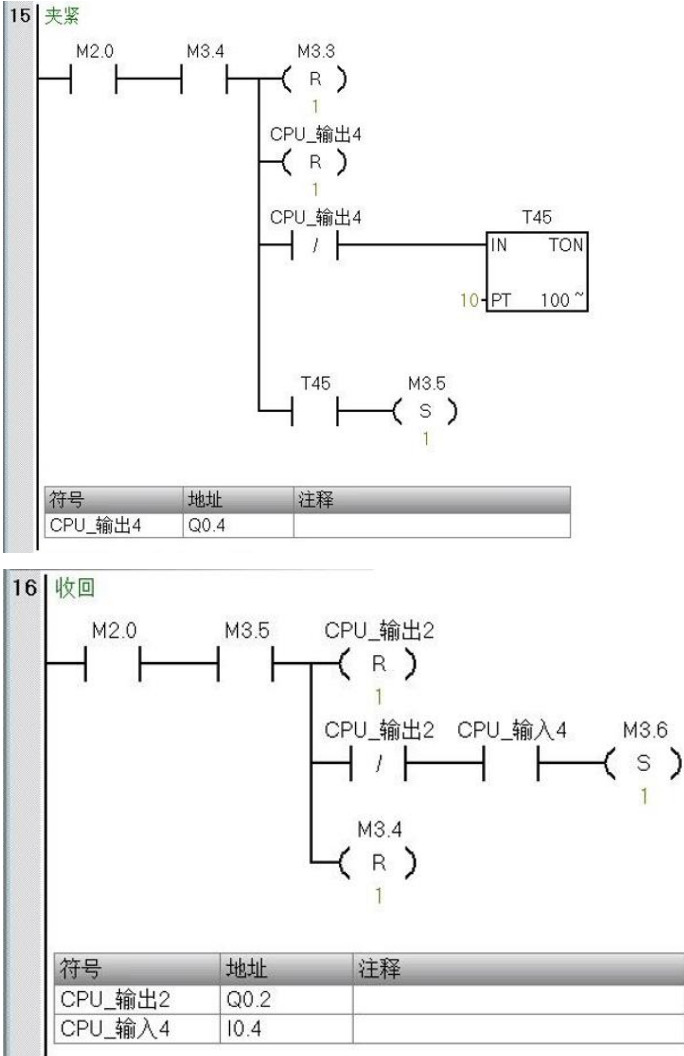 15 夹紧
M2.0 M3.4 M3.3
R
1
CPU_输出4
R
1
CPU_输出4 T45
/ IN TON
10 PT 100~
T45 M3.5
S
1
符号 地址 注释
CPU_输出4 Q0.4
16 收回
M2.0 M3.5 CPU_输出2
R
1
CPU_输出2 CPU_输入4 M3.6
/ S
1
M3.4
R
1
符号 地址 注释
CPU_输出2 Q0.2
CPU_输入4 I0.4